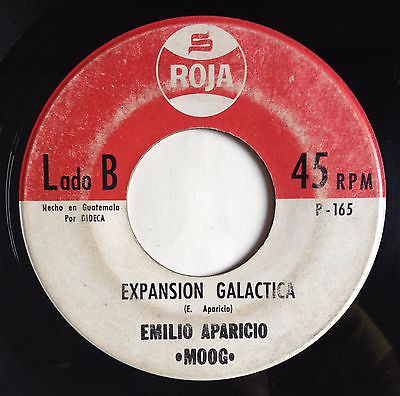 S
ROJA
Lado B
45 RPM
Hecho en Guatemala
Por DIDECA
P-165
EXPANSION GALACTICA
(E. Aparicio)
EMILIO APARICIO
•MOOG•